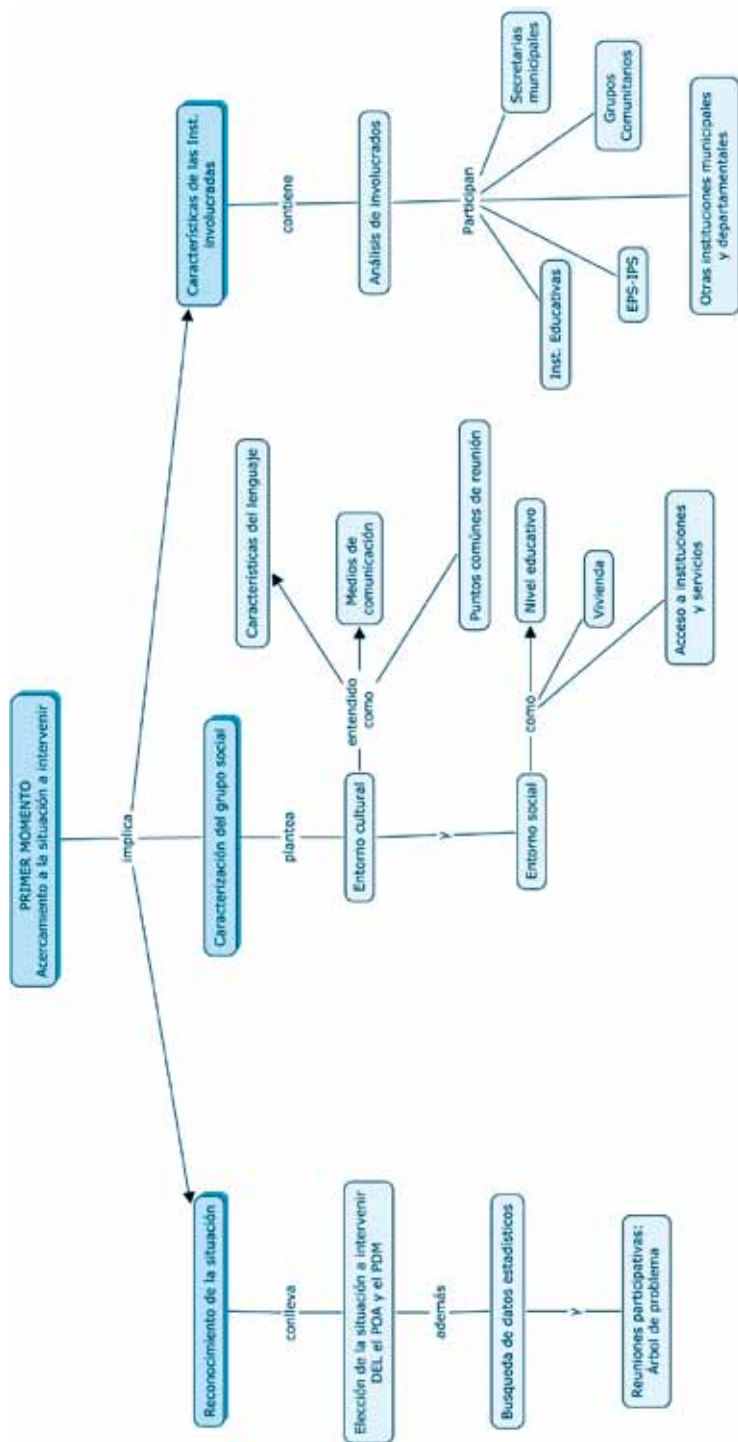 PRIMER MOMENTO
Acercamiento a la situación a intervenir
implica
Reconocimiento de la situación
conlleva
Elección de la situación a intervenir
DEL el POA y el PDM
además
Busqueda de datos estadísticos
y
Reuniones participativas:
Árbol de problema
Caracterización del grupo social
plantea
Entorno cultural
entendido
como
Características del lenguaje
Medios de
comunicación
Puntos comúnes de reunión
y
Entorno social
como
Nivel educativo
Vivienda
Acceso a instituciones
y servicios
Características de las Inst.
involucradas
contiene
Análisis de involucrados
Participan
Inst. Educativas
EPS-IPS
Otras instituciones municipales
y departamentales
Grupos
Comunitarios
Secretarias
municipales